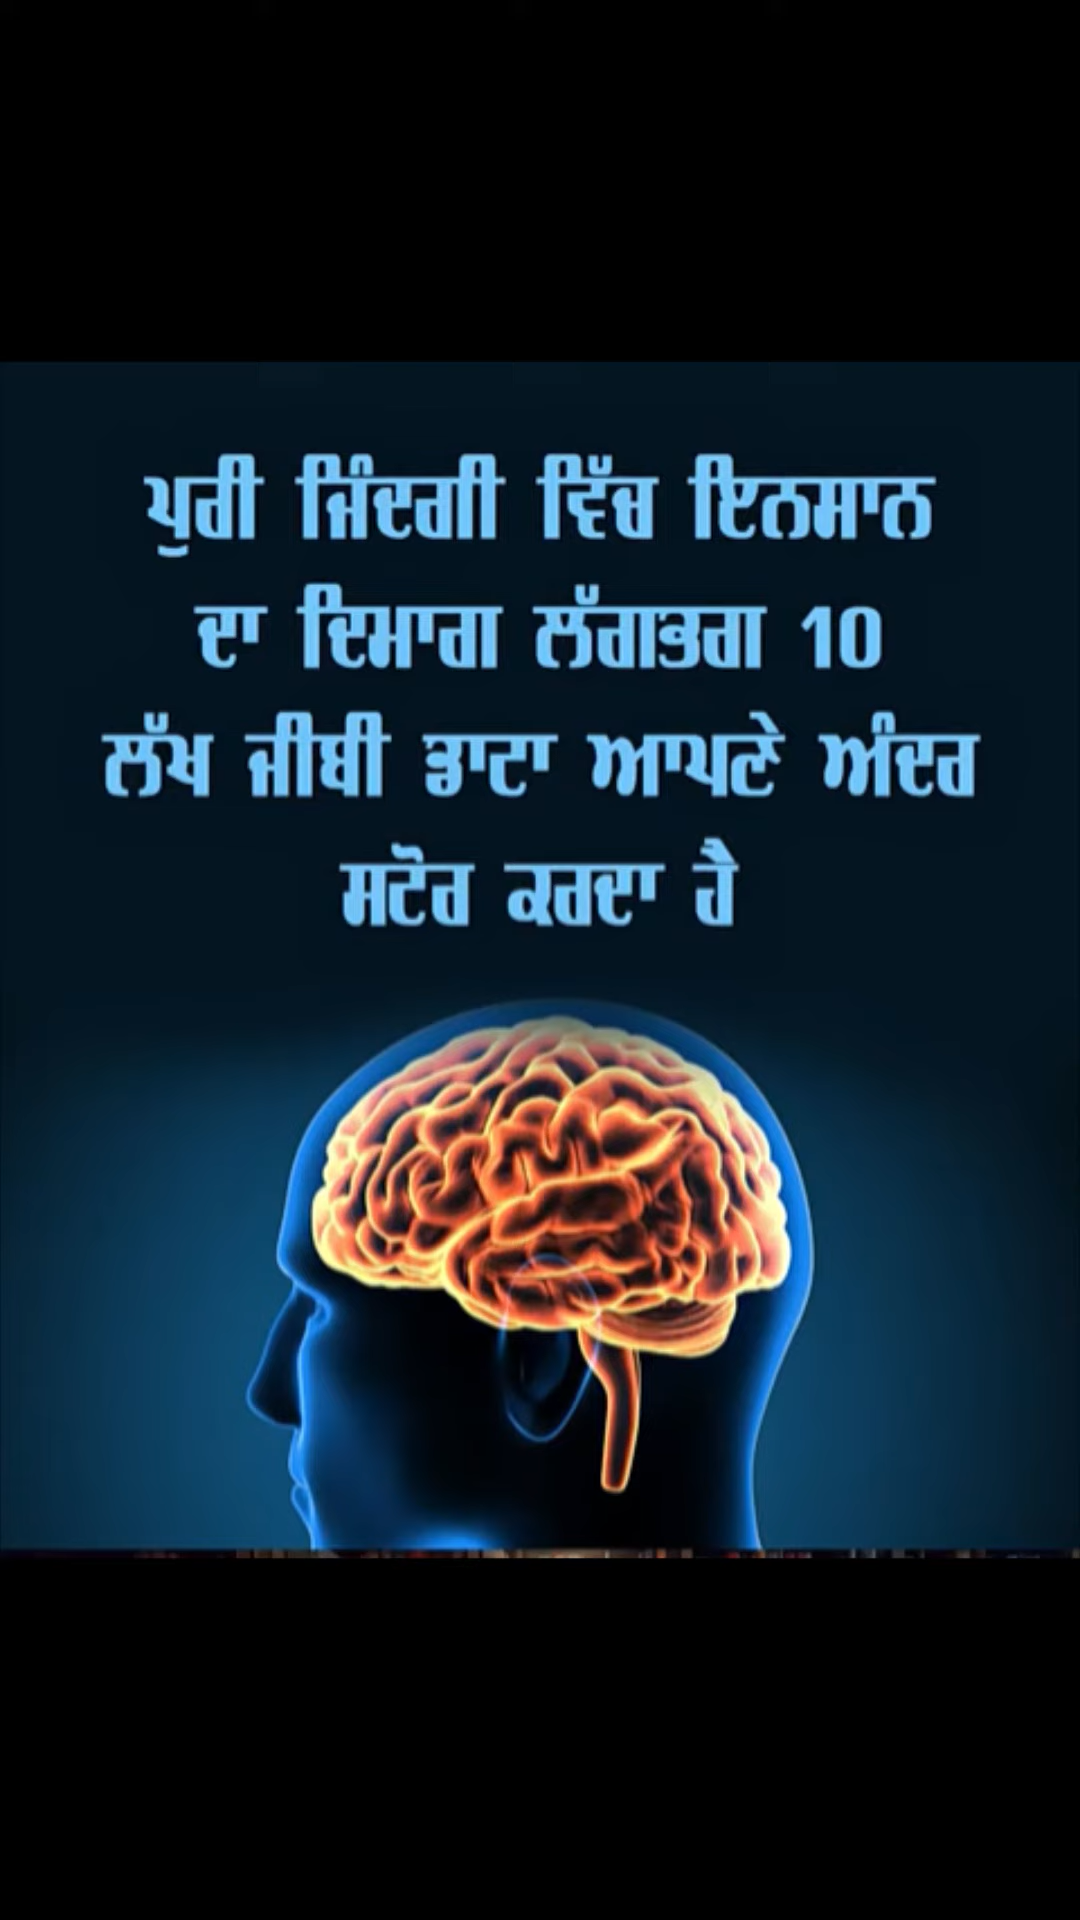 ਪੁਰੀ ਜਿੰਦਗੀ ਵਿੱਚ ਇਨਸਾਨ
ਦਾ ਦਿਮਾਗ ਲੱਗਭਗ 10
ਲੱਖ ਜੀਬੀ ਡਾਟਾ ਆਪਣੇ ਅੰਦਰ
ਸਟੋਰ ਕਰਦਾ ਹੈ